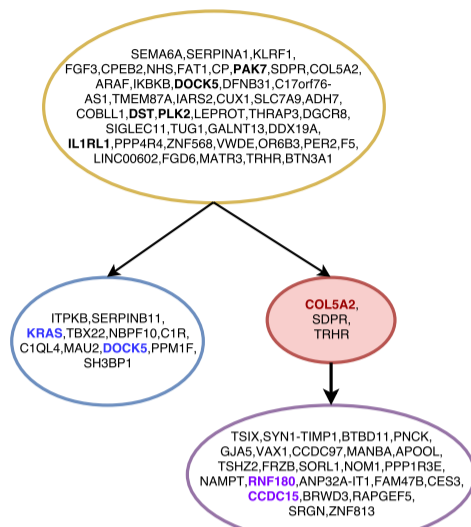 SEMA6A,SERPINA1,KLRF1,
FGF3,CPEB2,NHS,FAT1,CP,PAK7,SDPR,COL5A2,
ARAF,IKBKB,DOCK5,DFNB31,C17orf76-
AS1,TMEM87A,IARS2,CUX1,SLC7A9,ADH7,
COBLL1,DST,PLK2,LEPROT,THRAP3,DGCR8,
SIGLEC11,TUG1,GALNT13,DDX19A,
IL1RL1,PPP4R4,ZNF568,VWDE,OR6B3,PER2,F5,
LINC00602,FGD6,MATR3,TRHR,BTN3A1
ITPKB,SERPINB11,
KRAS,TBX22,NBPF10,C1R,
C1QL4,MAU2,DOCK5,PPM1F,
SH3BP1
COL5A2,
SDPR,
TRHR
TSIX,SYN1-TIMP1,BTBD11,PNCK,
GJA5,VAX1,CCDC97,MANBA,APOOL,
TSHZ2,FRZB,SORL1,NOM1,PPP1R3E,
NAMPT,RNF180,ANP32A-IT1,FAM47B,CES3,
CCDC15,BRWD3,RAPGEF5,
SRGN,ZNF813